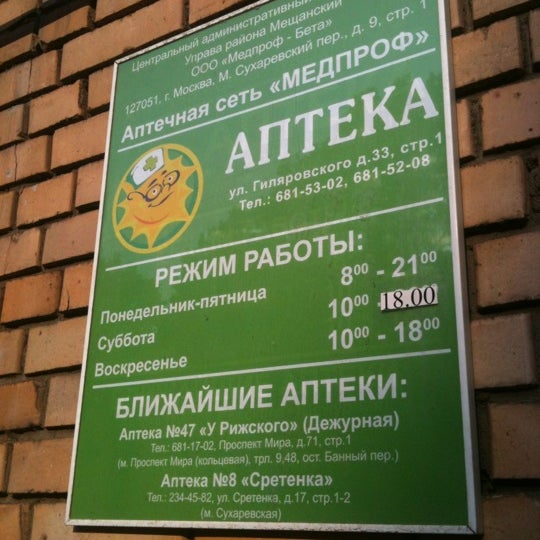 Центральный административный
Управа района Мещанский
ООО «Медпроф - Бета»
127051, г. Москва, М. Сухаревский пер., д. 9, стр. 1
Аптечная сеть «МЕДПРОФ»
АПТЕКА
ул. Гиляровского д.33, стр.1
Тел.: 681-53-02, 681-52-08
РЕЖИМ РАБОТЫ:
Понедельник-пятница 8⁰⁰ - 21⁰⁰
Суббота 10⁰⁰ - 18.00
Воскресенье 10⁰⁰ - 18⁰⁰
БЛИЖАЙШИЕ АПТЕКИ:
Аптека №47 «У Рижского» (Дежурная)
Тел.: 681-17-02, Проспект Мира, д.71, стр.1
(м. Проспект Мира (кольцевая), трл. 9,48, ост. Банный пер.)
Аптека №8 «Сретенка»
Тел.: 234-45-82, ул. Сретенка, д.17, стр.1-2
(м. Сухаревская)